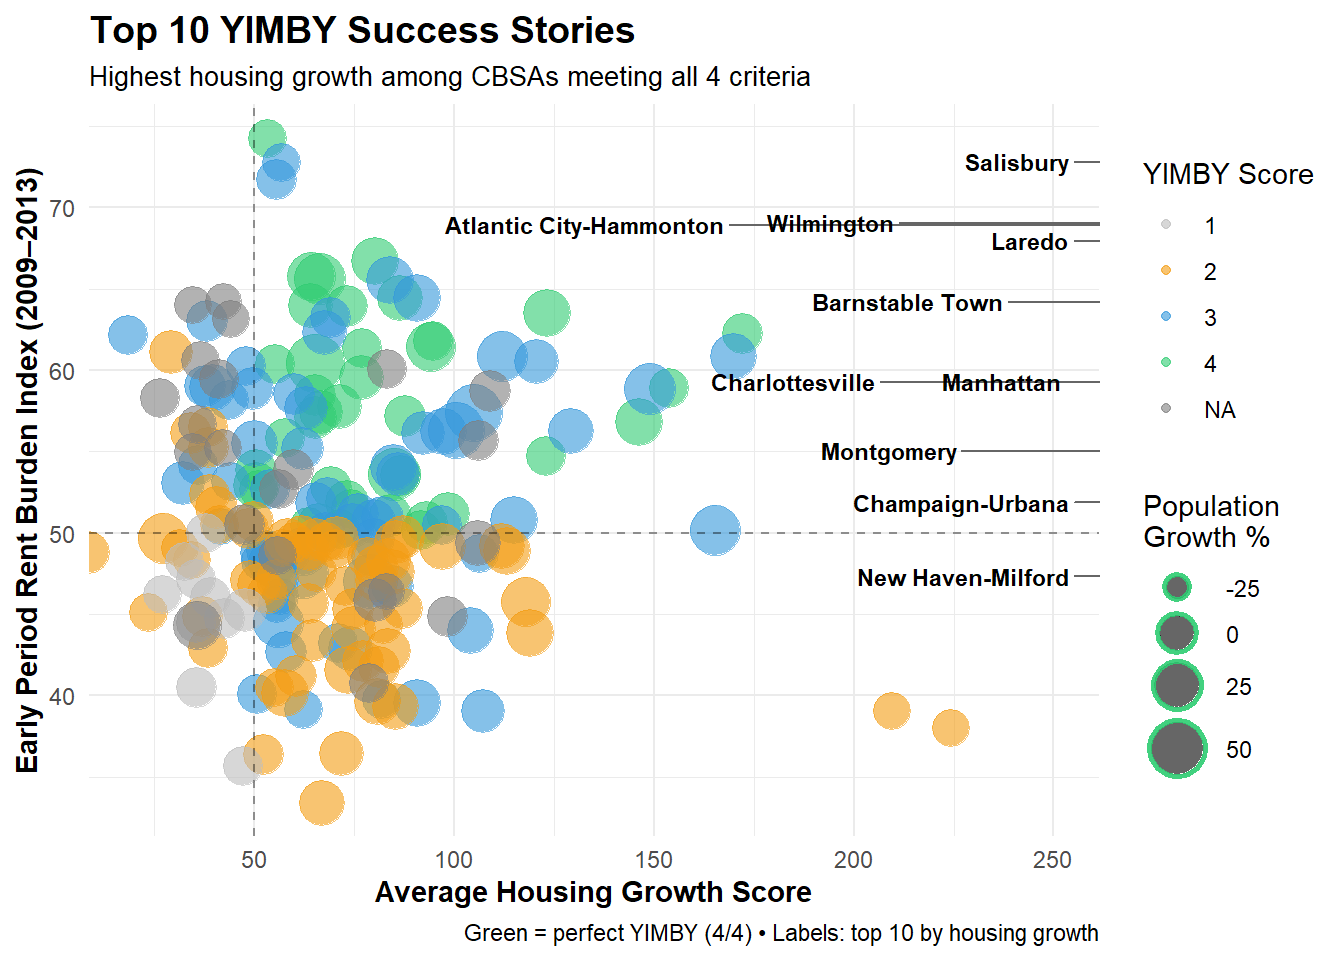 Top 10 YIMBY Success Stories
Highest housing growth among CBSAs meeting all 4 criteria
Early Period Rent Burden Index (2009–2013)
70
60
50
40
Salisbury
Atlantic City-Hammonton
Wilmington
Laredo
Barnstable Town
Charlottesville
Manhattan
Montgomery
Champaign-Urbana
New Haven-Milford
50
100
150
200
250
Average Housing Growth Score
Green = perfect YIMBY (4/4) • Labels: top 10 by housing growth
YIMBY Score
1
2
3
4
NA
Population
Growth %
-25
0
25
50